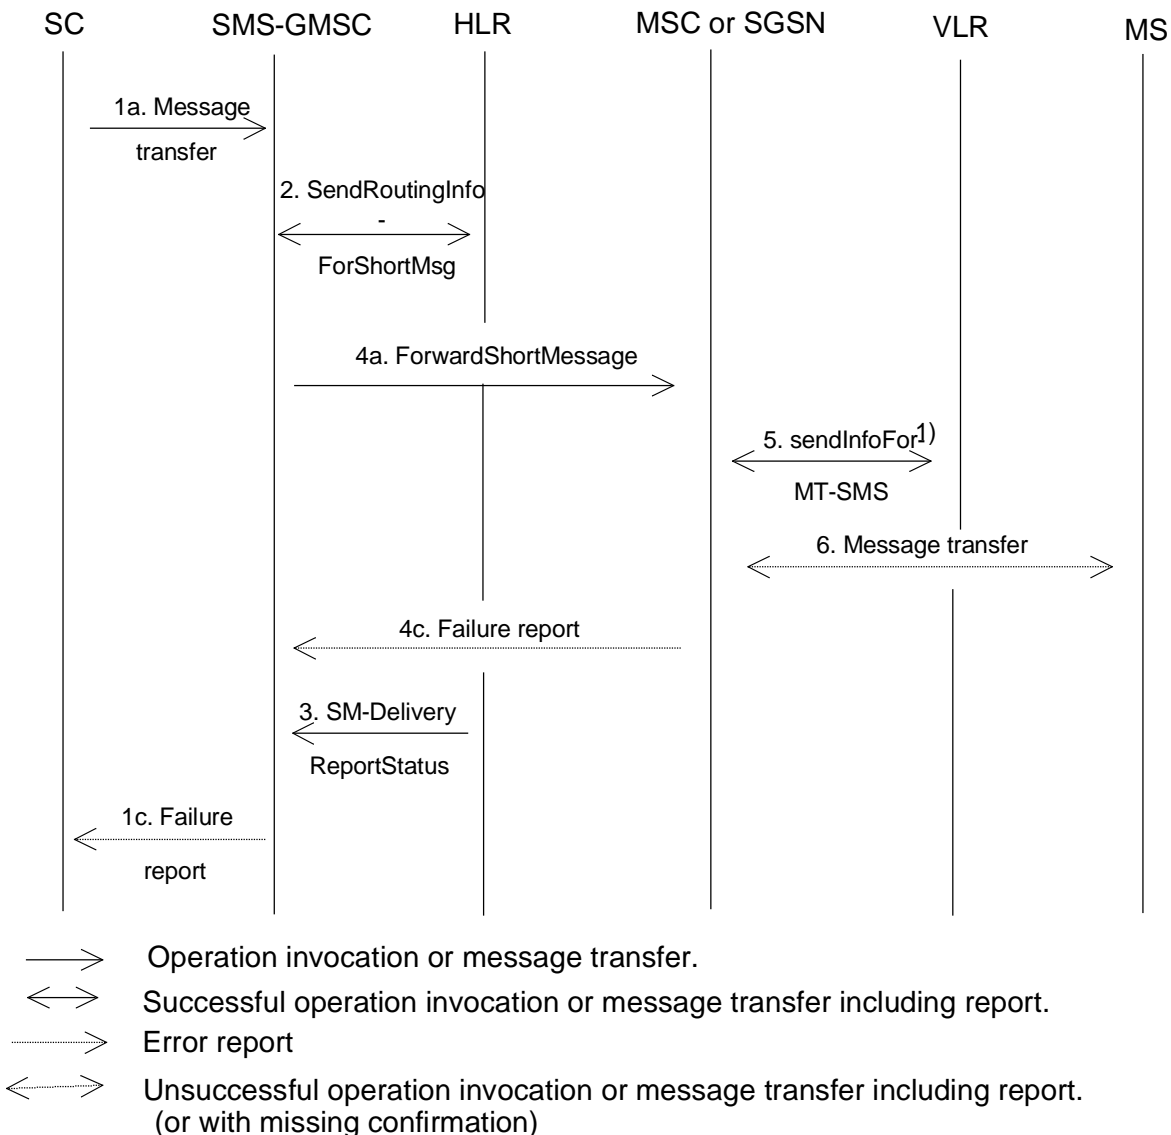 SC SMS-GMSC HLR MSC or SGSN VLR MS
1a. Message
transfer
2. SendRoutingInfo
-
ForShortMsg
4a. ForwardShortMessage
5. sendInfoFor- 1)
MT-SMS
6. Message transfer
4c. Failure report
3. SM-Delivery
ReportStatus
1c. Failure
report
Operation invocation or message transfer.
Successful operation invocation or message transfer including report.
Error report
Unsuccessful operation invocation or message transfer including report.
(or with missing confirmation)